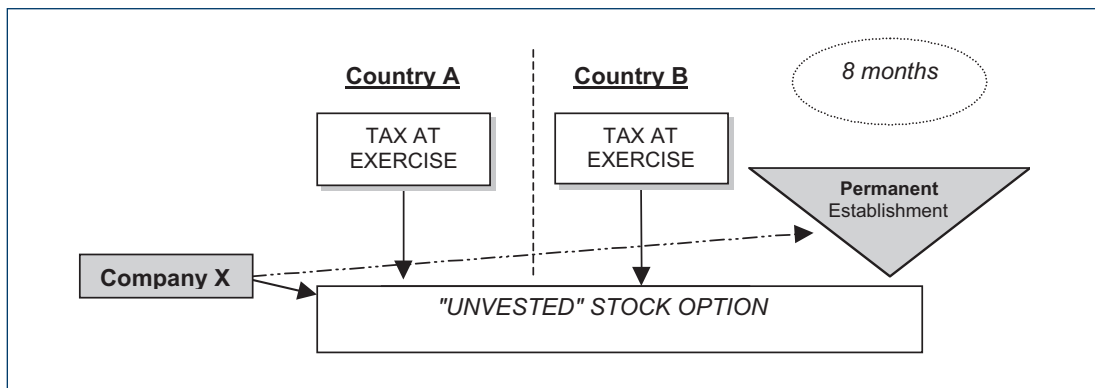 Country A
Country B
8 months
TAX AT
EXERCISE
TAX AT
EXERCISE
Permanent
Establishment
Company X
"UNVESTED" STOCK OPTION